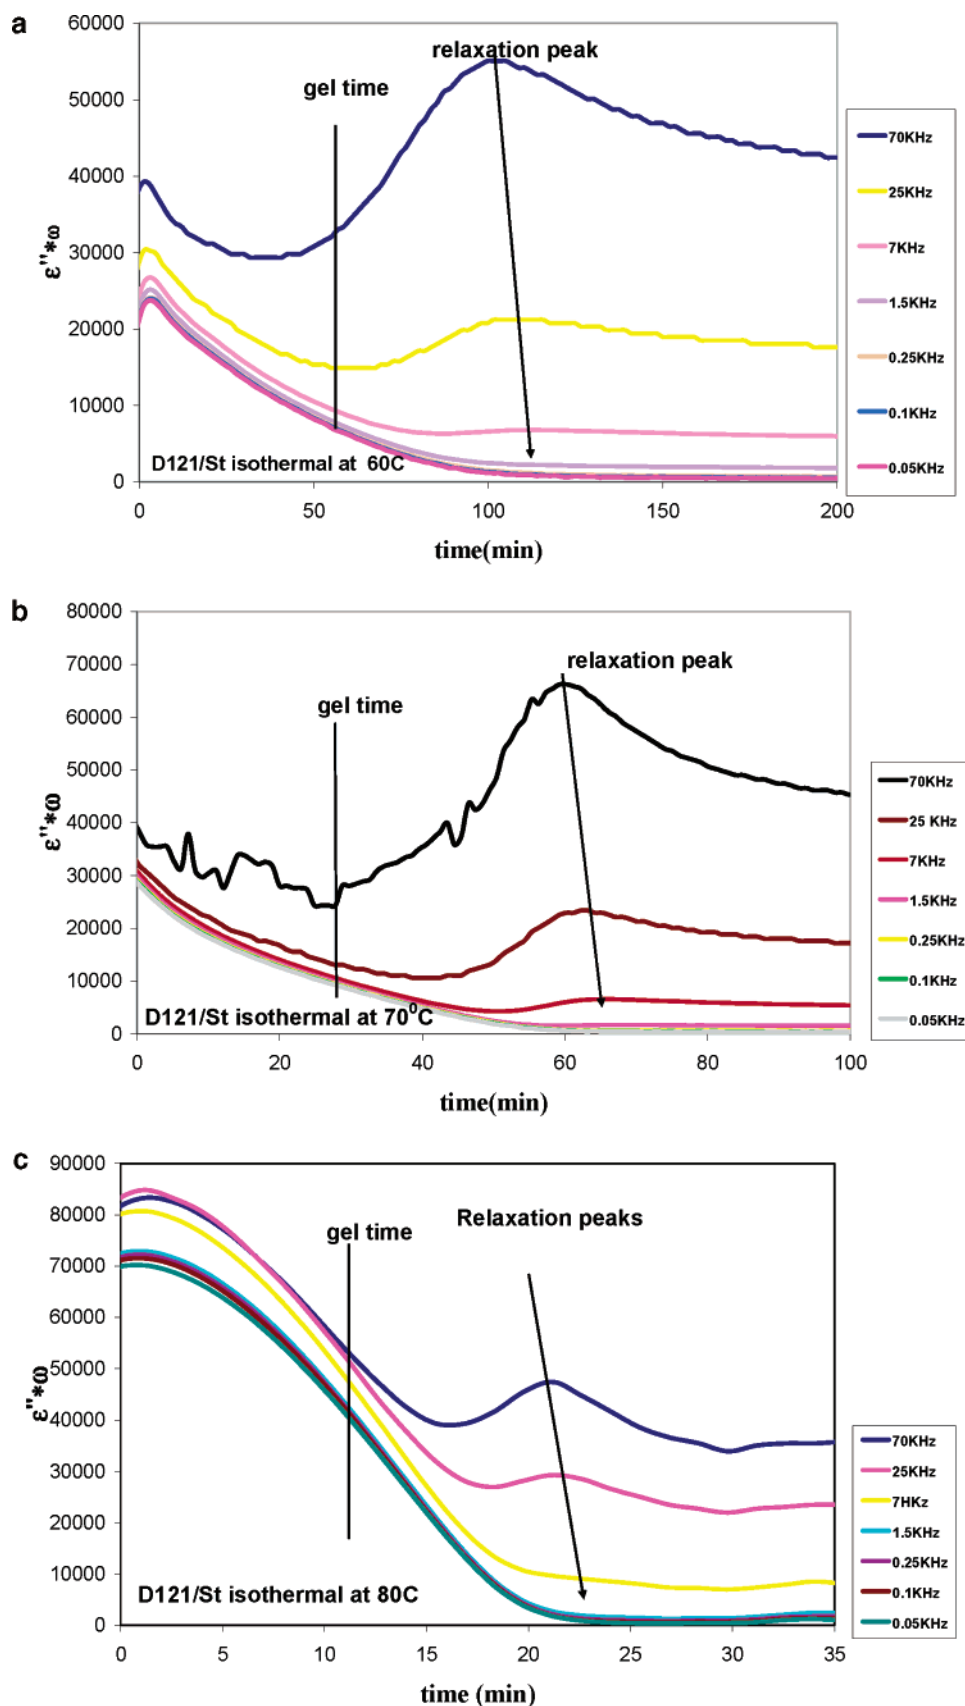 a
60000
50000
40000
30000
20000
10000
0
ε"*ω
relaxation peak
gel time
D121/St isothermal at 60C
0 50 100 150 200
time(min)
70KHz
25KHz
7KHz
1.5KHz
0.25KHz
0.1KHz
0.05KHz
b
80000
70000
60000
50000
40000
30000
20000
10000
0
ε"*ω
relaxation peak
gel time
D121/St isothermal at 70⁰C
0 20 40 60 80 100
time(min)
70KHz
25 KHz
7KHz
1.5KHz
0.25KHz
0.1KHz
0.05KHz
c
90000
80000
70000
60000
50000
40000
30000
20000
10000
0
ε"*ω
gel time
Relaxation peaks
D121/St isothermal at 80C
0 5 10 15 20 25 30 35
time (min)
70KHz
25KHz
7HKz
1.5KHz
0.25KHz
0.1KHz
0.05KHz